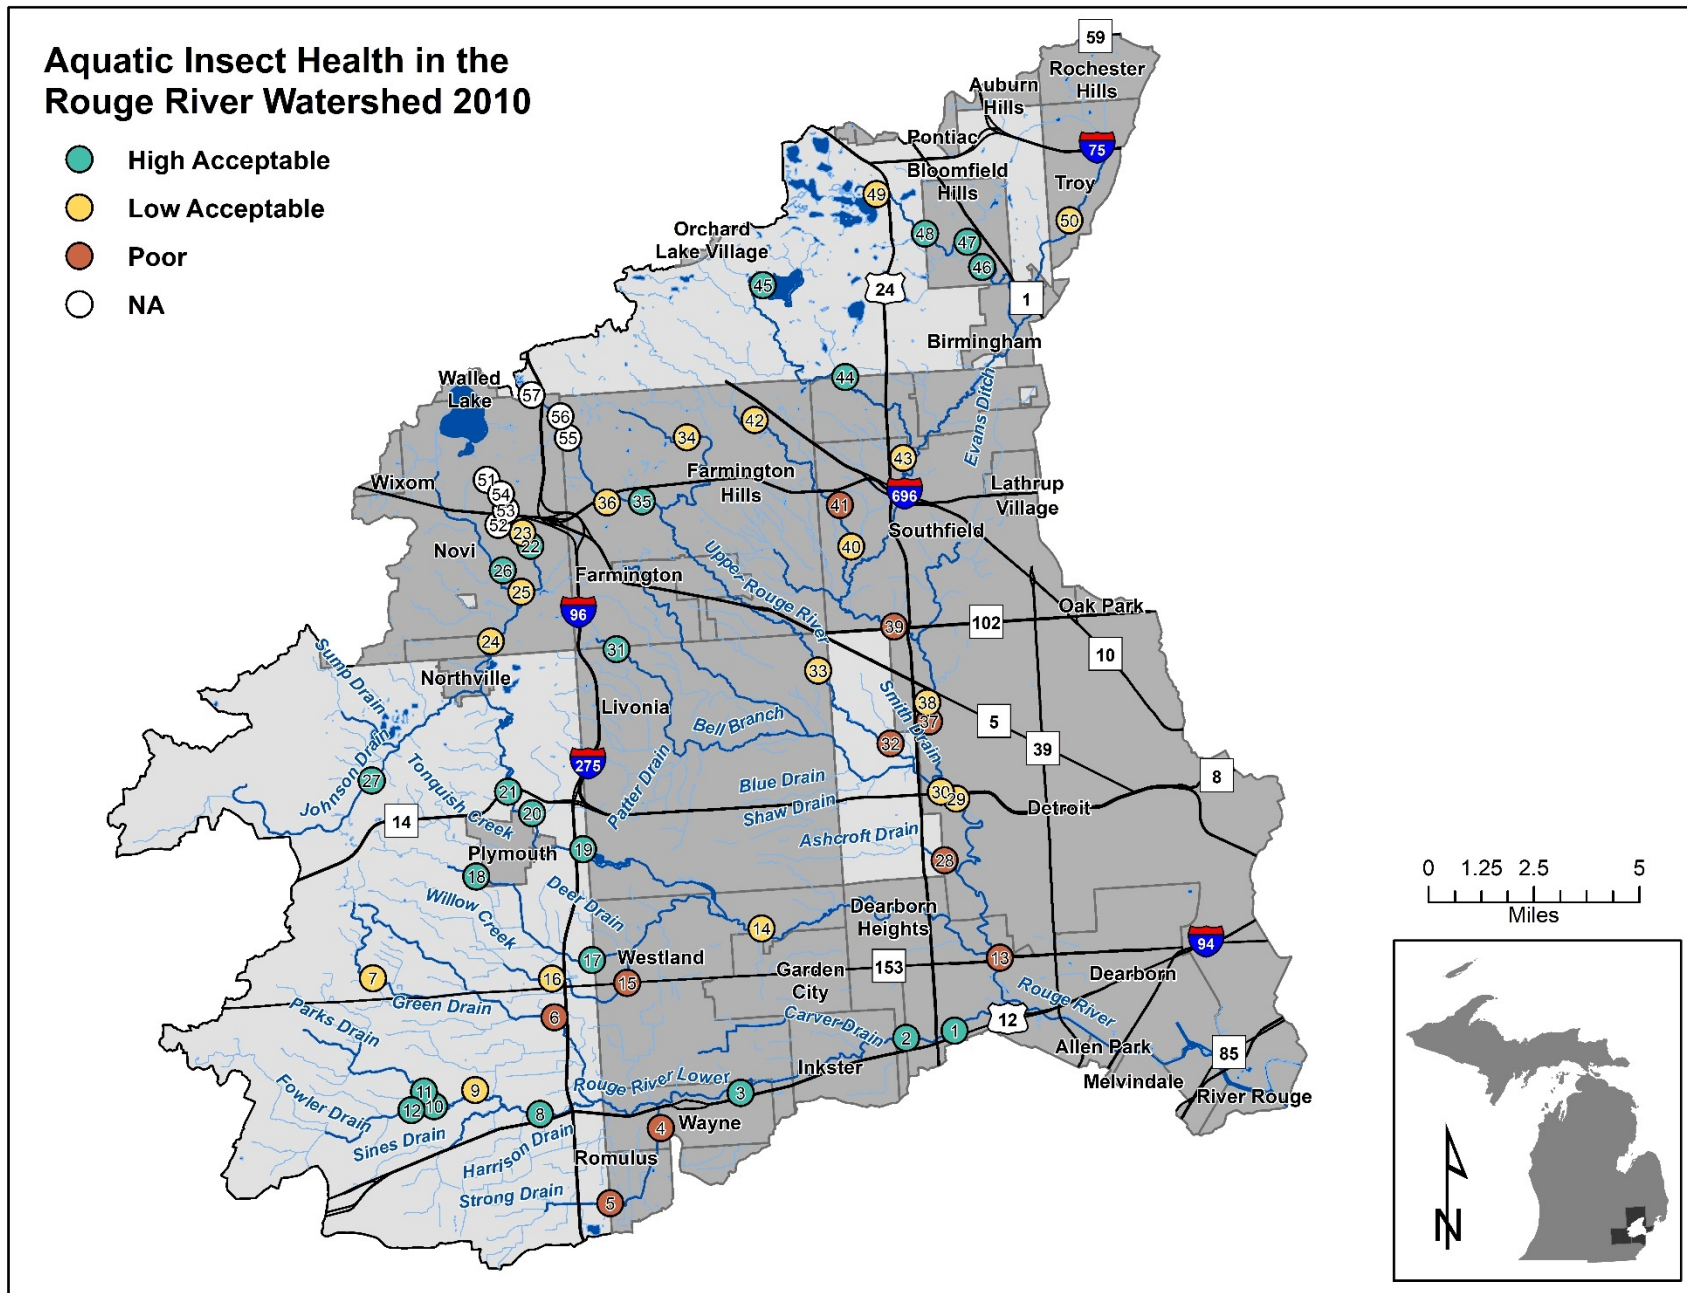 Aquatic Insect Health in the
Rouge River Watershed 2010
High Acceptable
Low Acceptable
Poor
NA
59
Rochester
Hills
Auburn
Hills
Pontiac
75
Bloomfield
Hills
Troy
49
50
Orchard
Lake Village
48
47
46
45
24
1
Birmingham
44
Walled
Lake
57
56
55
42
34
43
Evans Ditch
Farmington
Hills
696
Lathrup
Village
Wixom
51
54
53
52
36
35
41
Southfield
23
22
Novi
40
26
25
Farmington
Upper Rouge River
96
Oak Park
102
39
10
24
31
33
Sump Drain
Northville
Livonia
Smith Drain
38
37
5
39
Bell Branch
32
275
8
27
Johnson Drain
Tonquish Creek
21
20
Patter Drain
Blue Drain
Shaw Drain
30
29
Detroit
14
Ashcroft Drain
Plymouth
19
28
18
Willow Creek
Deer Drain
14
Dearborn
Heights
94
17
Westland
13
7
16
15
Garden
City
153
Dearborn
Green Drain
Parks Drain
6
Carver Drain
Rouge River
12
2
1
Allen Park
85
Inkster
Melvindale
River Rouge
Rouge River Lower
11
10
12
9
3
Fowler Drain
8
4
Wayne
Sines Drain
Harrison Drain
Romulus
Strong Drain
5
0 1.25 2.5 5
Miles
N